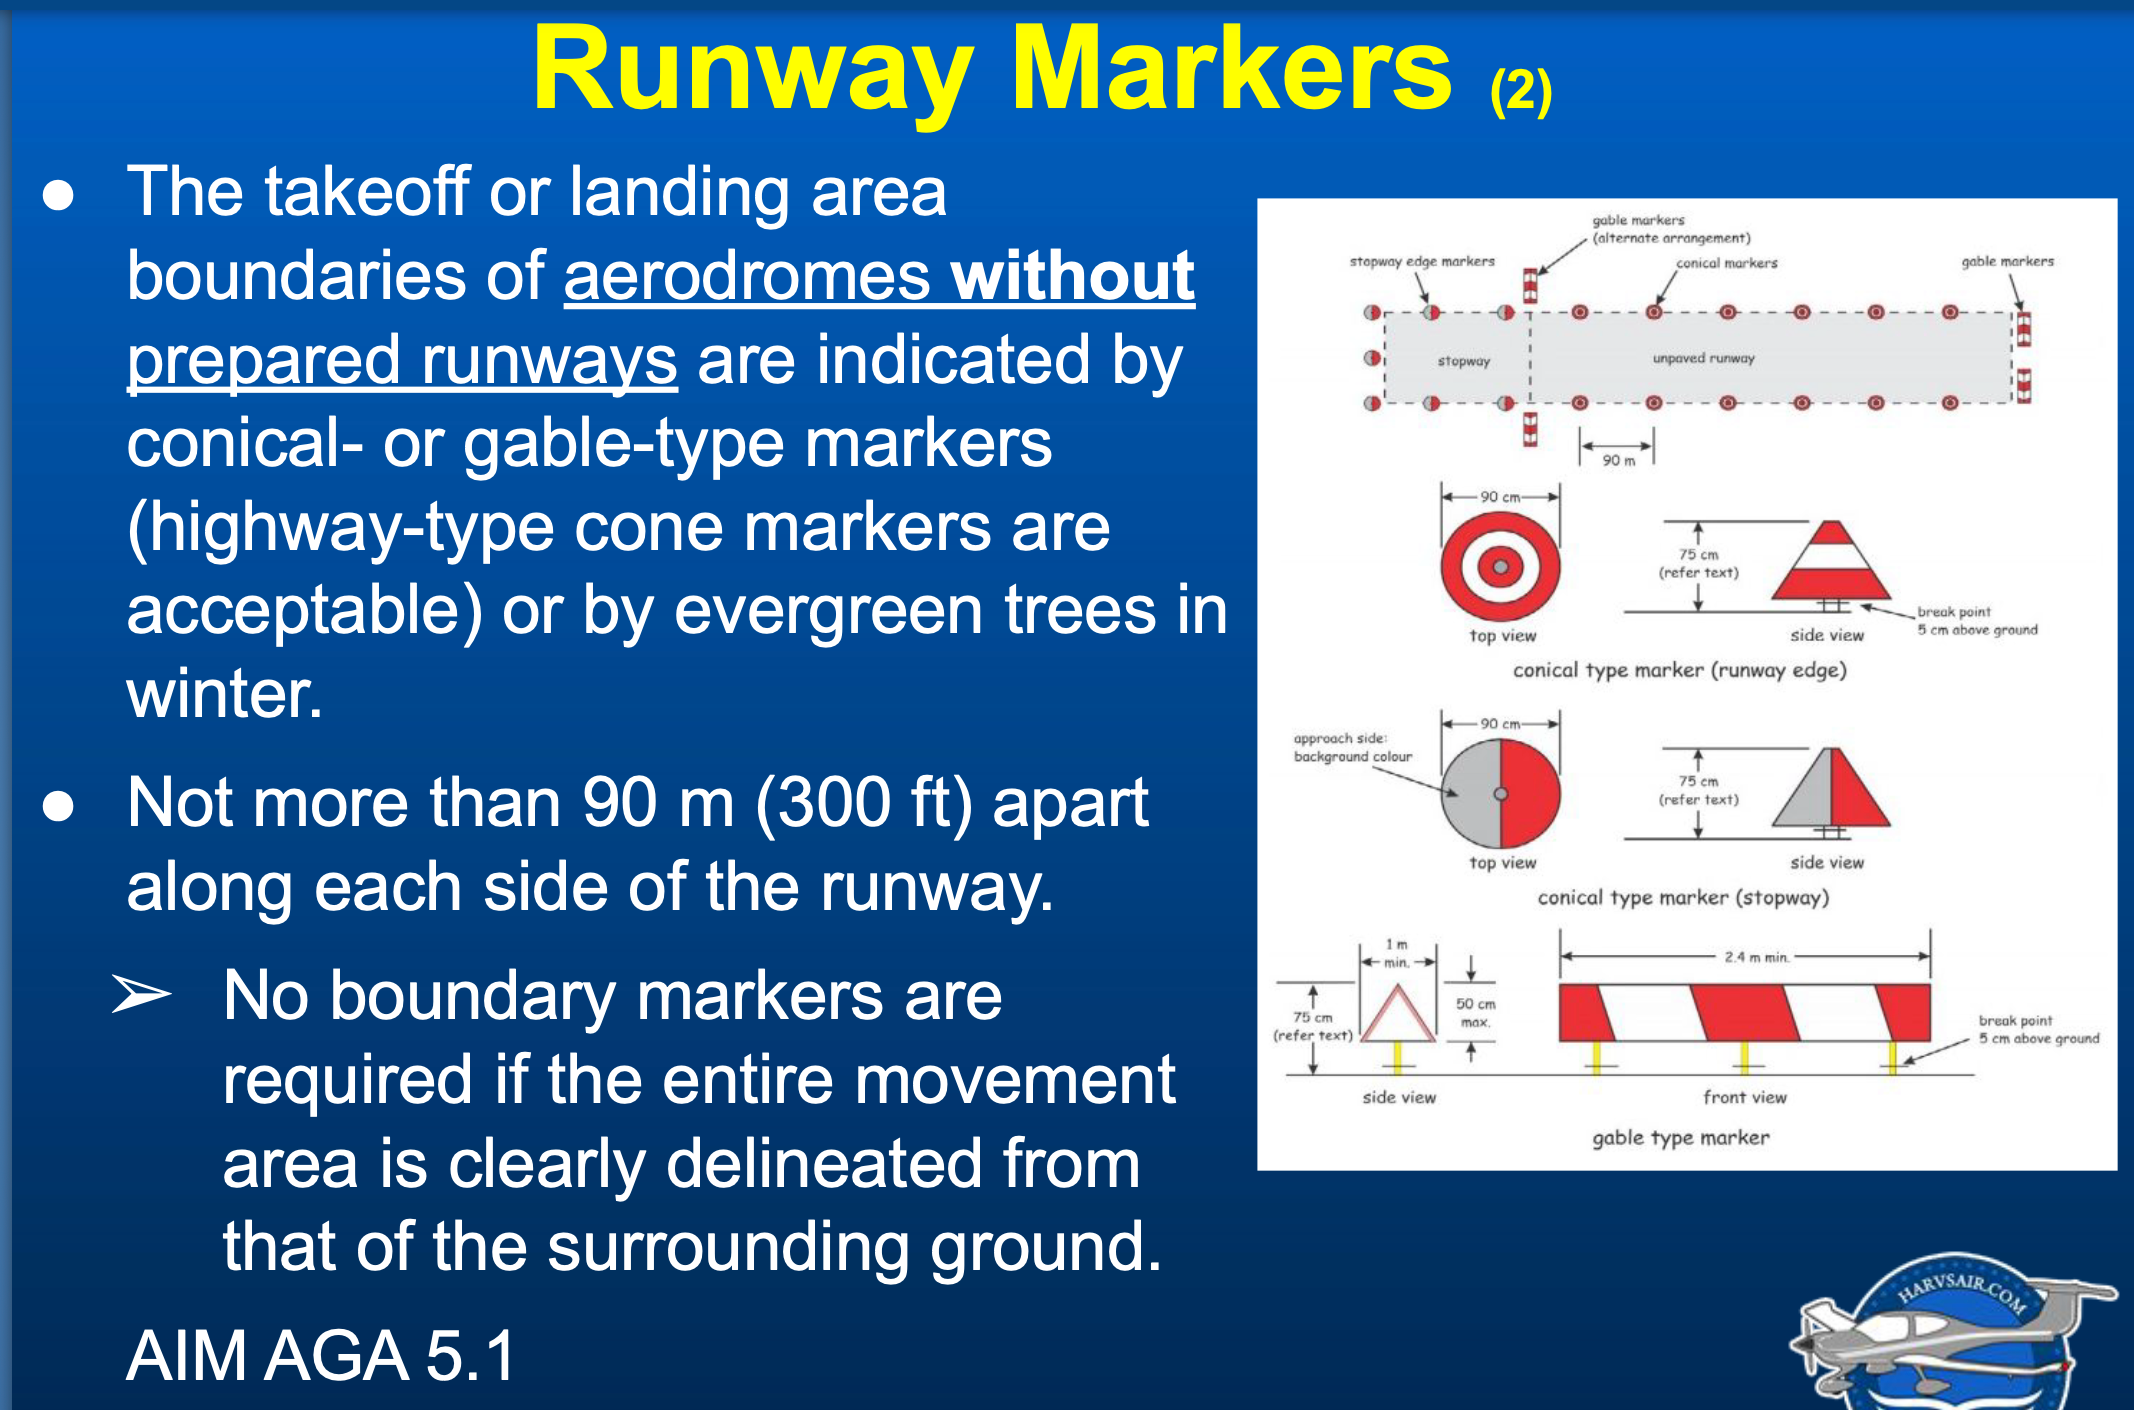 Runway Markers (2)
● The takeoff or landing area
boundaries of aerodromes without
prepared runways are indicated by
conical- or gable-type markers
(highway-type cone markers are
acceptable) or by evergreen trees in
winter.
● Not more than 90 m (300 ft) apart
along each side of the runway.
➢ No boundary markers are
required if the entire movement
area is clearly delineated from
that of the surrounding ground.
AIM AGA 5.1
gable markers
(alternate arrangement)
stopway edge markers
conical markers
gable markers
stopway
unpaved runway
90 m
90 cm
75 cm
(refer text)
break point
5 cm above ground
top view
side view
conical type marker (runway edge)
90 cm
approach side:
background colour
75 cm
(refer text)
top view
side view
conical type marker (stopway)
1 m
min.
2.4 m min.
75 cm
(refer text)
50 cm
max.
break point
5 cm above ground
side view
front view
gable type marker
HARVSAIR.COM